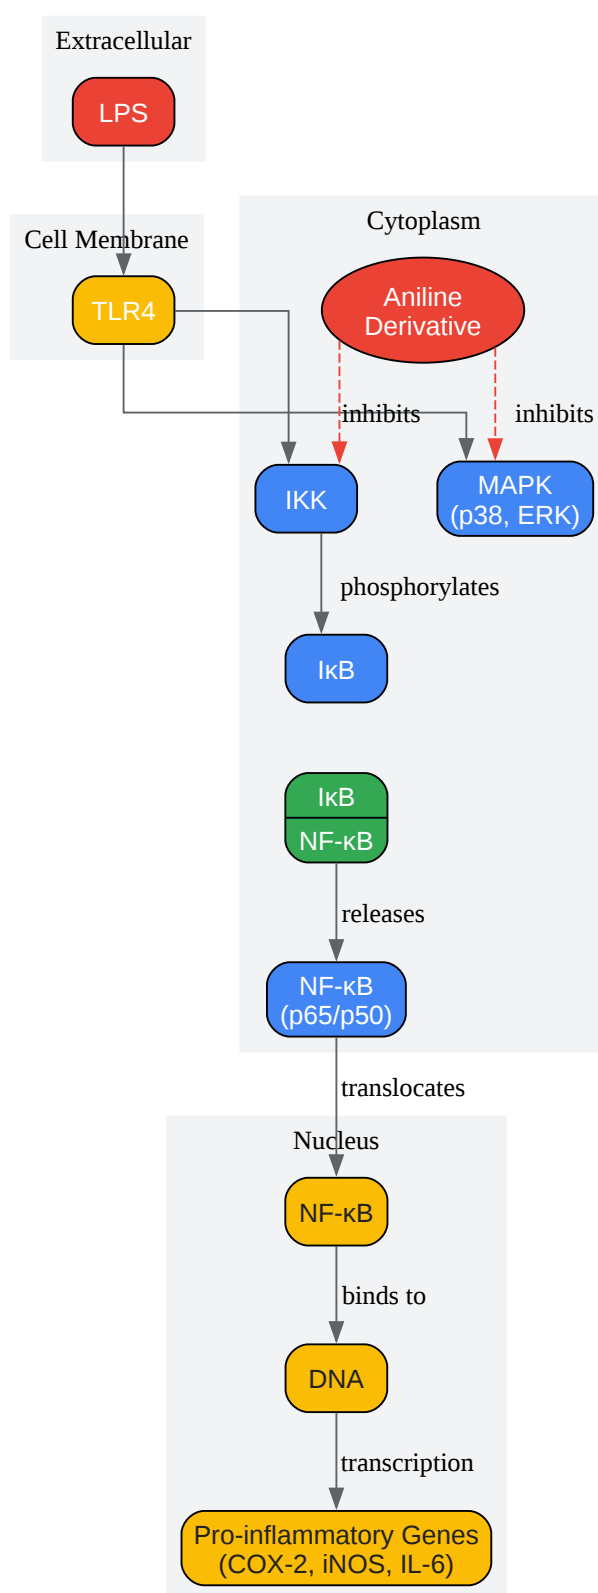 Extracellular
LPS
Cell Membrane
TLR4
Cytoplasm
Aniline
Derivative
inhibits
inhibits
IKK
MAPK
(p38, ERK)
phosphorylates
IκB
IκB
NF-κB
releases
NF-κB
(p65/p50)
translocates
Nucleus
NF-κB
binds to
DNA
transcription
Pro-inflammatory Genes
(COX-2, iNOS, IL-6)